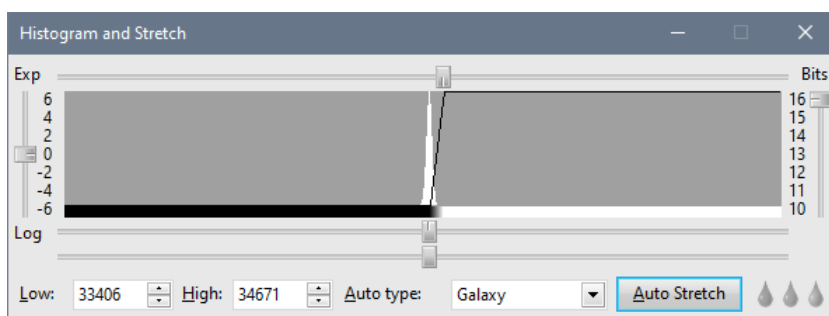 Histogram and Stretch
Exp Bits
6 16
4 15
2 14
0 13
-2 12
-4 11
-6 10
Log
Low: 33406 High: 34671 Auto type: Galaxy Auto Stretch